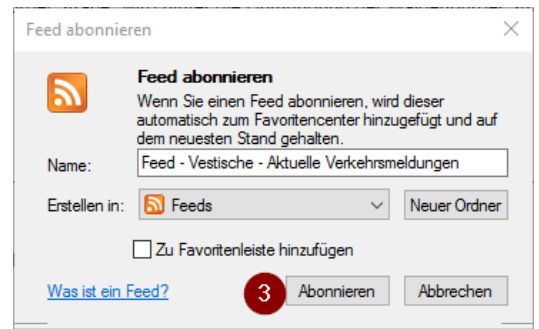 Feed abonnieren
Feed abonnieren
Wenn Sie einen Feed abonnieren, wird dieser
automatisch zum Favoritencenter hinzugefügt und auf
dem neuesten Stand gehalten.
Name: Feed - Vestische - Aktuelle Verkehrsmeldungen
Erstellen in: Feeds Neuer Ordner
Zu Favoritenleiste hinzufügen
Was ist ein Feed? 3 Abonnieren Abbrechen